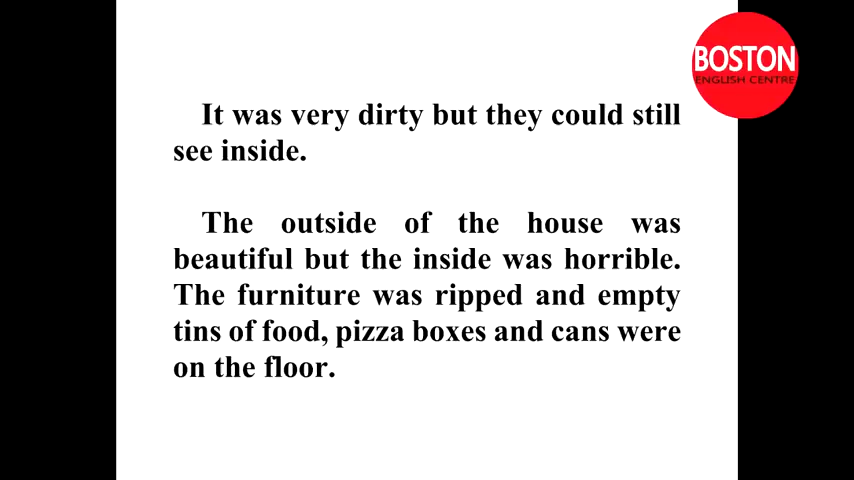 BOSTON
ENGLISH CENTRE
It was very dirty but they could still
see inside.
The outside of the house was
beautiful but the inside was horrible.
The furniture was ripped and empty
tins of food, pizza boxes and cans were
on the floor.